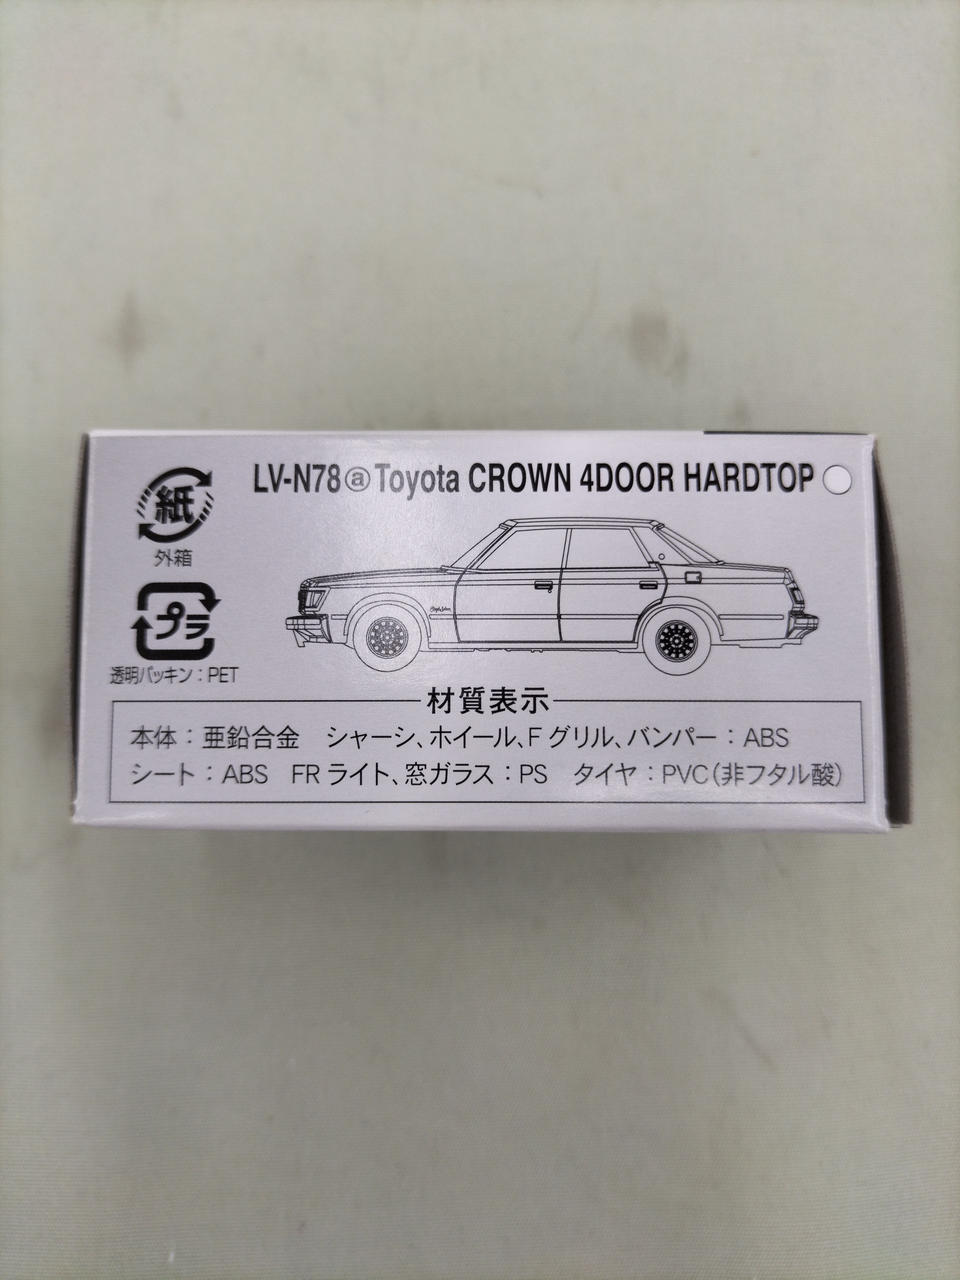 LV-N78ⓐToyota CROWN 4DOOR HARDTOP
紙
外箱
プラ
透明パッキン：PET
材質表示
本体：亜鉛合金　シャーシ、ホイール、Fグリル、バンパー：ABS
シート：ABS　FRライト、窓ガラス：PS　タイヤ：PVC（非フタル酸）